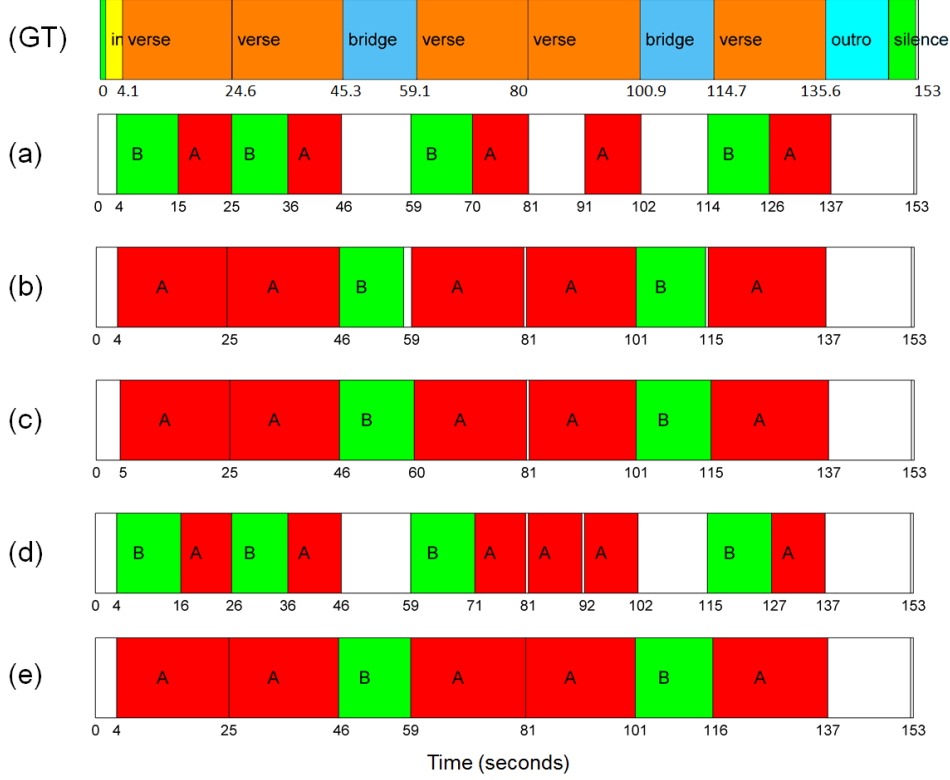 (GT)
in verse verse bridge verse verse bridge verse outro silence
0 4.1 24.6 45.3 59.1 80 100.9 114.7 135.6 153
(a)
B A B A B A A B A
0 4 15 25 36 46 59 70 81 91 102 114 126 137 153
(b)
A A B A A B A
0 4 25 46 59 81 101 115 137 153
(c)
A A B A A B A
0 5 25 46 60 81 101 115 137 153
(d)
B A B A B A A A B A
0 4 16 26 36 46 59 71 81 92 102 115 127 137 153
(e)
A A B A A B A
0 4 25 46 59 81 101 116 137 153
Time (seconds)